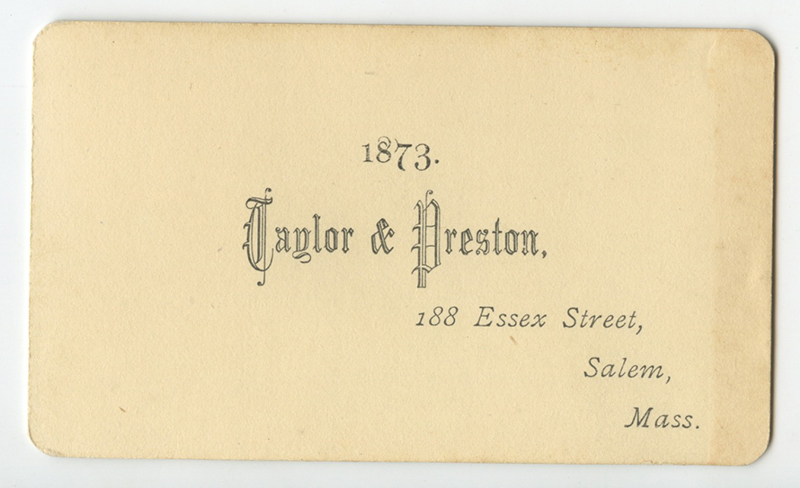 1873.
Taylor & Preston,
188 Essex Street,
Salem,
Mass.